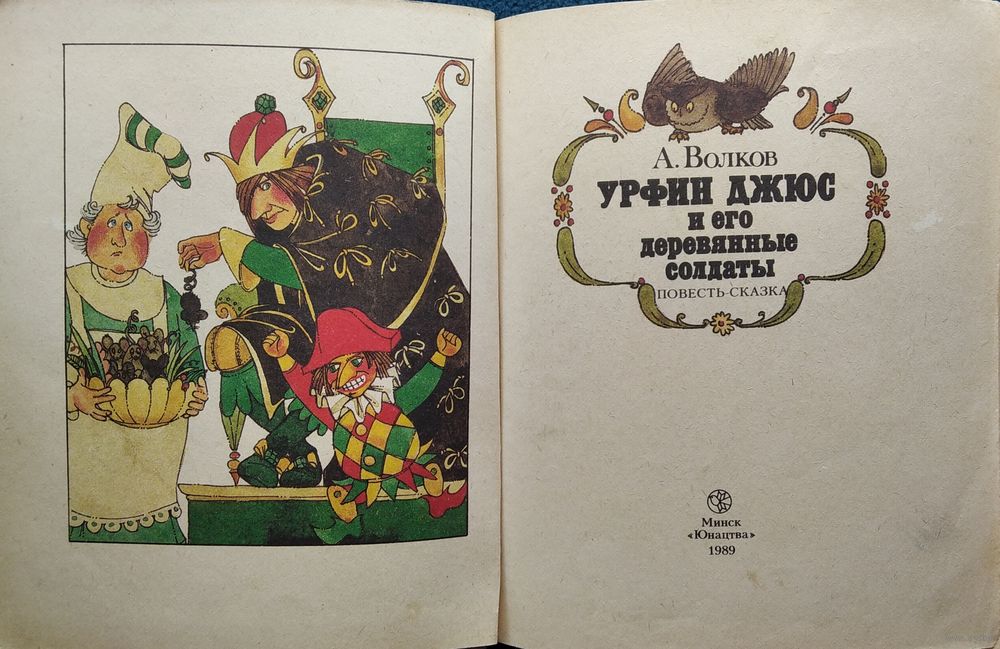 А. Волков
УРФИН ДЖЮС
и его
деревянные
солдаты
ПОВЕСТЬ-СКАЗКА
Минск
«Юнацтва»
1989